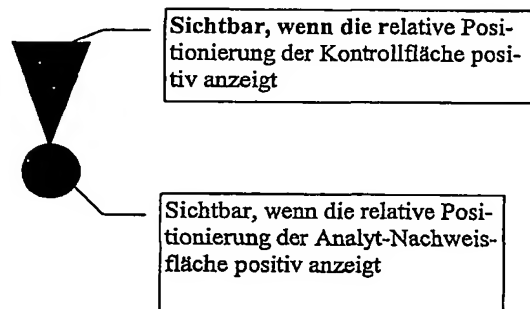 Sichtbar, wenn die relative Posi-
tionierung der Kontrollfläche posi-
tiv anzeigt
Sichtbar, wenn die relative Posi-
tionierung der Analyt-Nachweis-
fläche positiv anzeigt